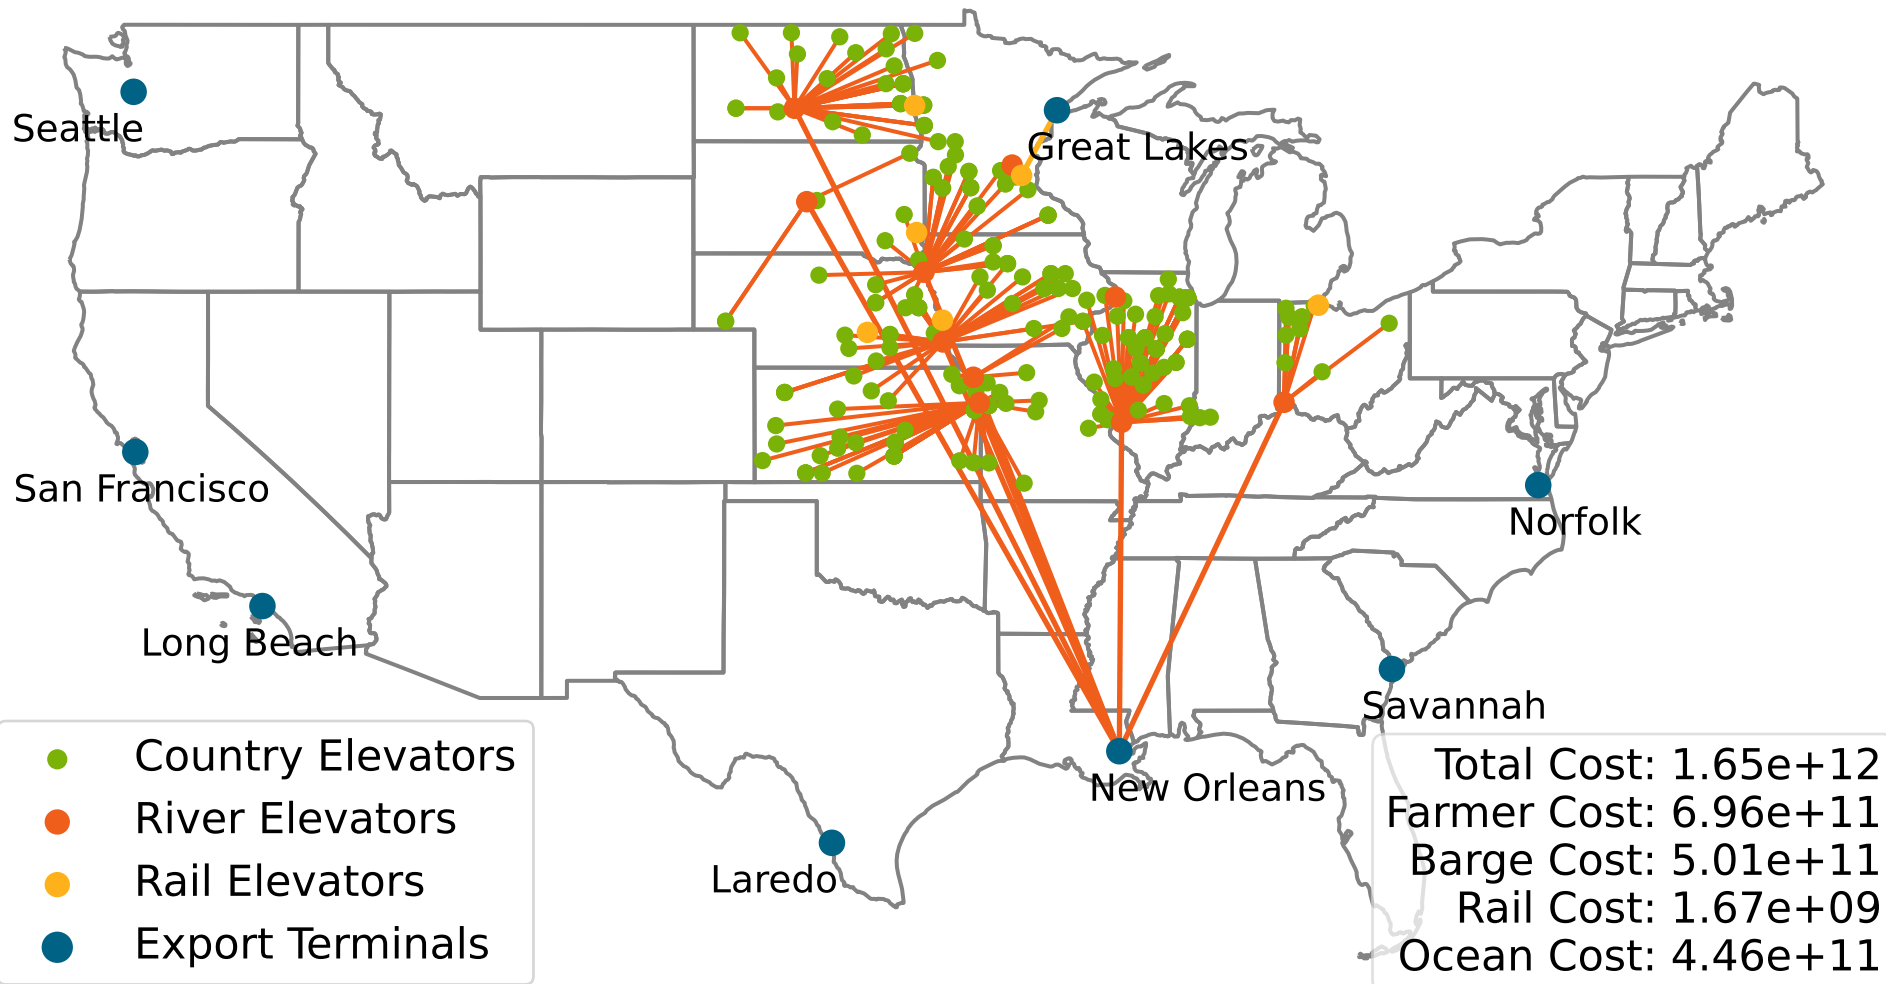 Seattle
Great Lakes
San Francisco
Norfolk
Long Beach
Savannah
New Orleans
Laredo
Country Elevators
River Elevators
Rail Elevators
Export Terminals
Total Cost: 1.65e+12
Farmer Cost: 6.96e+11
Barge Cost: 5.01e+11
Rail Cost: 1.67e+09
Ocean Cost: 4.46e+11